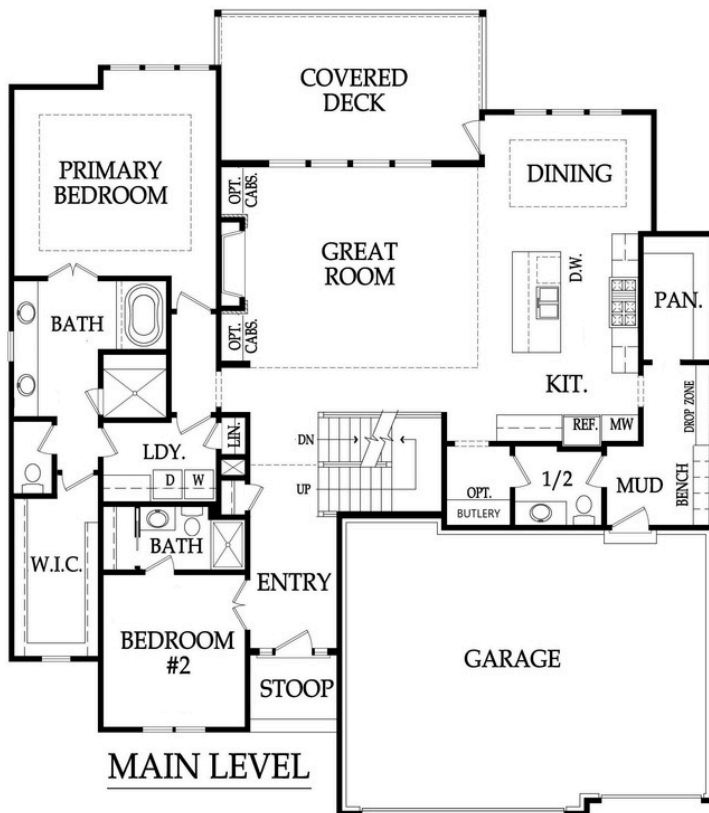 COVERED
DECK
PRIMARY
BEDROOM
OPT.
CABS.
DINING
GREAT
ROOM
D.W.
PAN.
BATH
OPT.
CABS.
KIT.
DROP ZONE
REF.
MW
LIN.
DN
LDY.
D
W
UP
OPT.
BUTLERY
1/2
MUD
BENCH
BATH
W.I.C.
ENTRY
BEDROOM
#2
STOOP
GARAGE
MAIN LEVEL